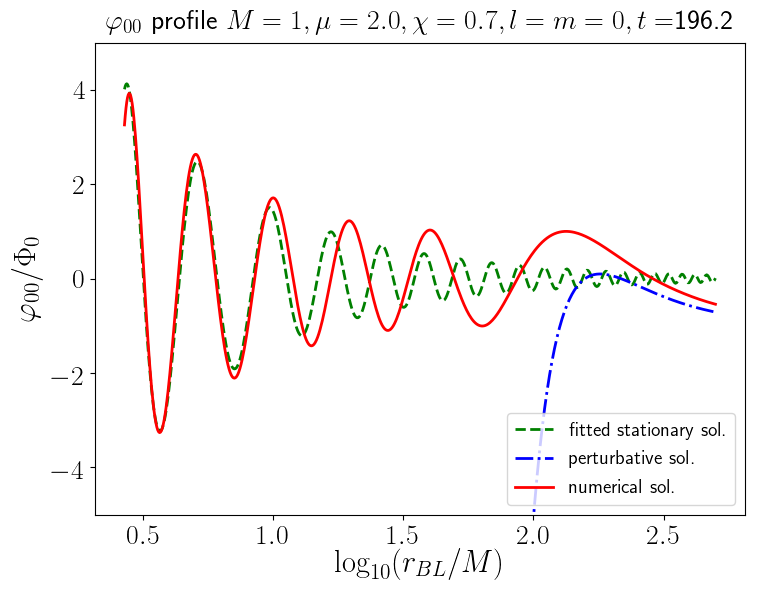 φ₀₀ profile M = 1, μ = 2.0, χ = 0.7, l = m = 0, t =196.2
φ₀₀/Φ₀
4
2
0
−2
−4
fitted stationary sol.
perturbative sol.
numerical sol.
0.5 1.0 1.5 2.0 2.5
log₁₀(r_BL/M)